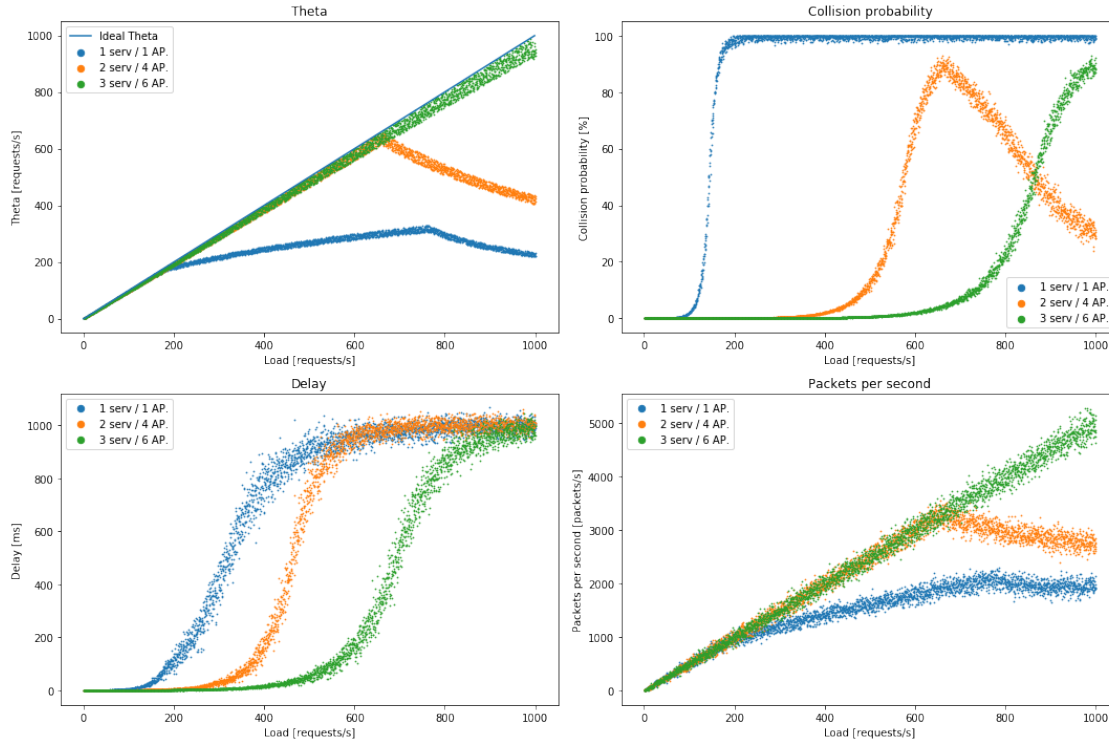 Theta
Ideal Theta
1 serv / 1 AP.
2 serv / 4 AP.
3 serv / 6 AP.
1000
800
600
400
200
0
Theta [requests/s]
0 200 400 600 800 1000
Load [requests/s]
Collision probability
100
80
60
40
20
0
Collision probability [%]
1 serv / 1 AP.
2 serv / 4 AP.
3 serv / 6 AP.
0 200 400 600 800 1000
Load [requests/s]
Delay
1 serv / 1 AP.
2 serv / 4 AP.
3 serv / 6 AP.
1000
800
600
400
200
0
Delay [ms]
0 200 400 600 800 1000
Load [requests/s]
Packets per second
1 serv / 1 AP.
2 serv / 4 AP.
3 serv / 6 AP.
5000
4000
3000
2000
1000
0
Packets per second [packets/s]
0 200 400 600 800 1000
Load [requests/s]